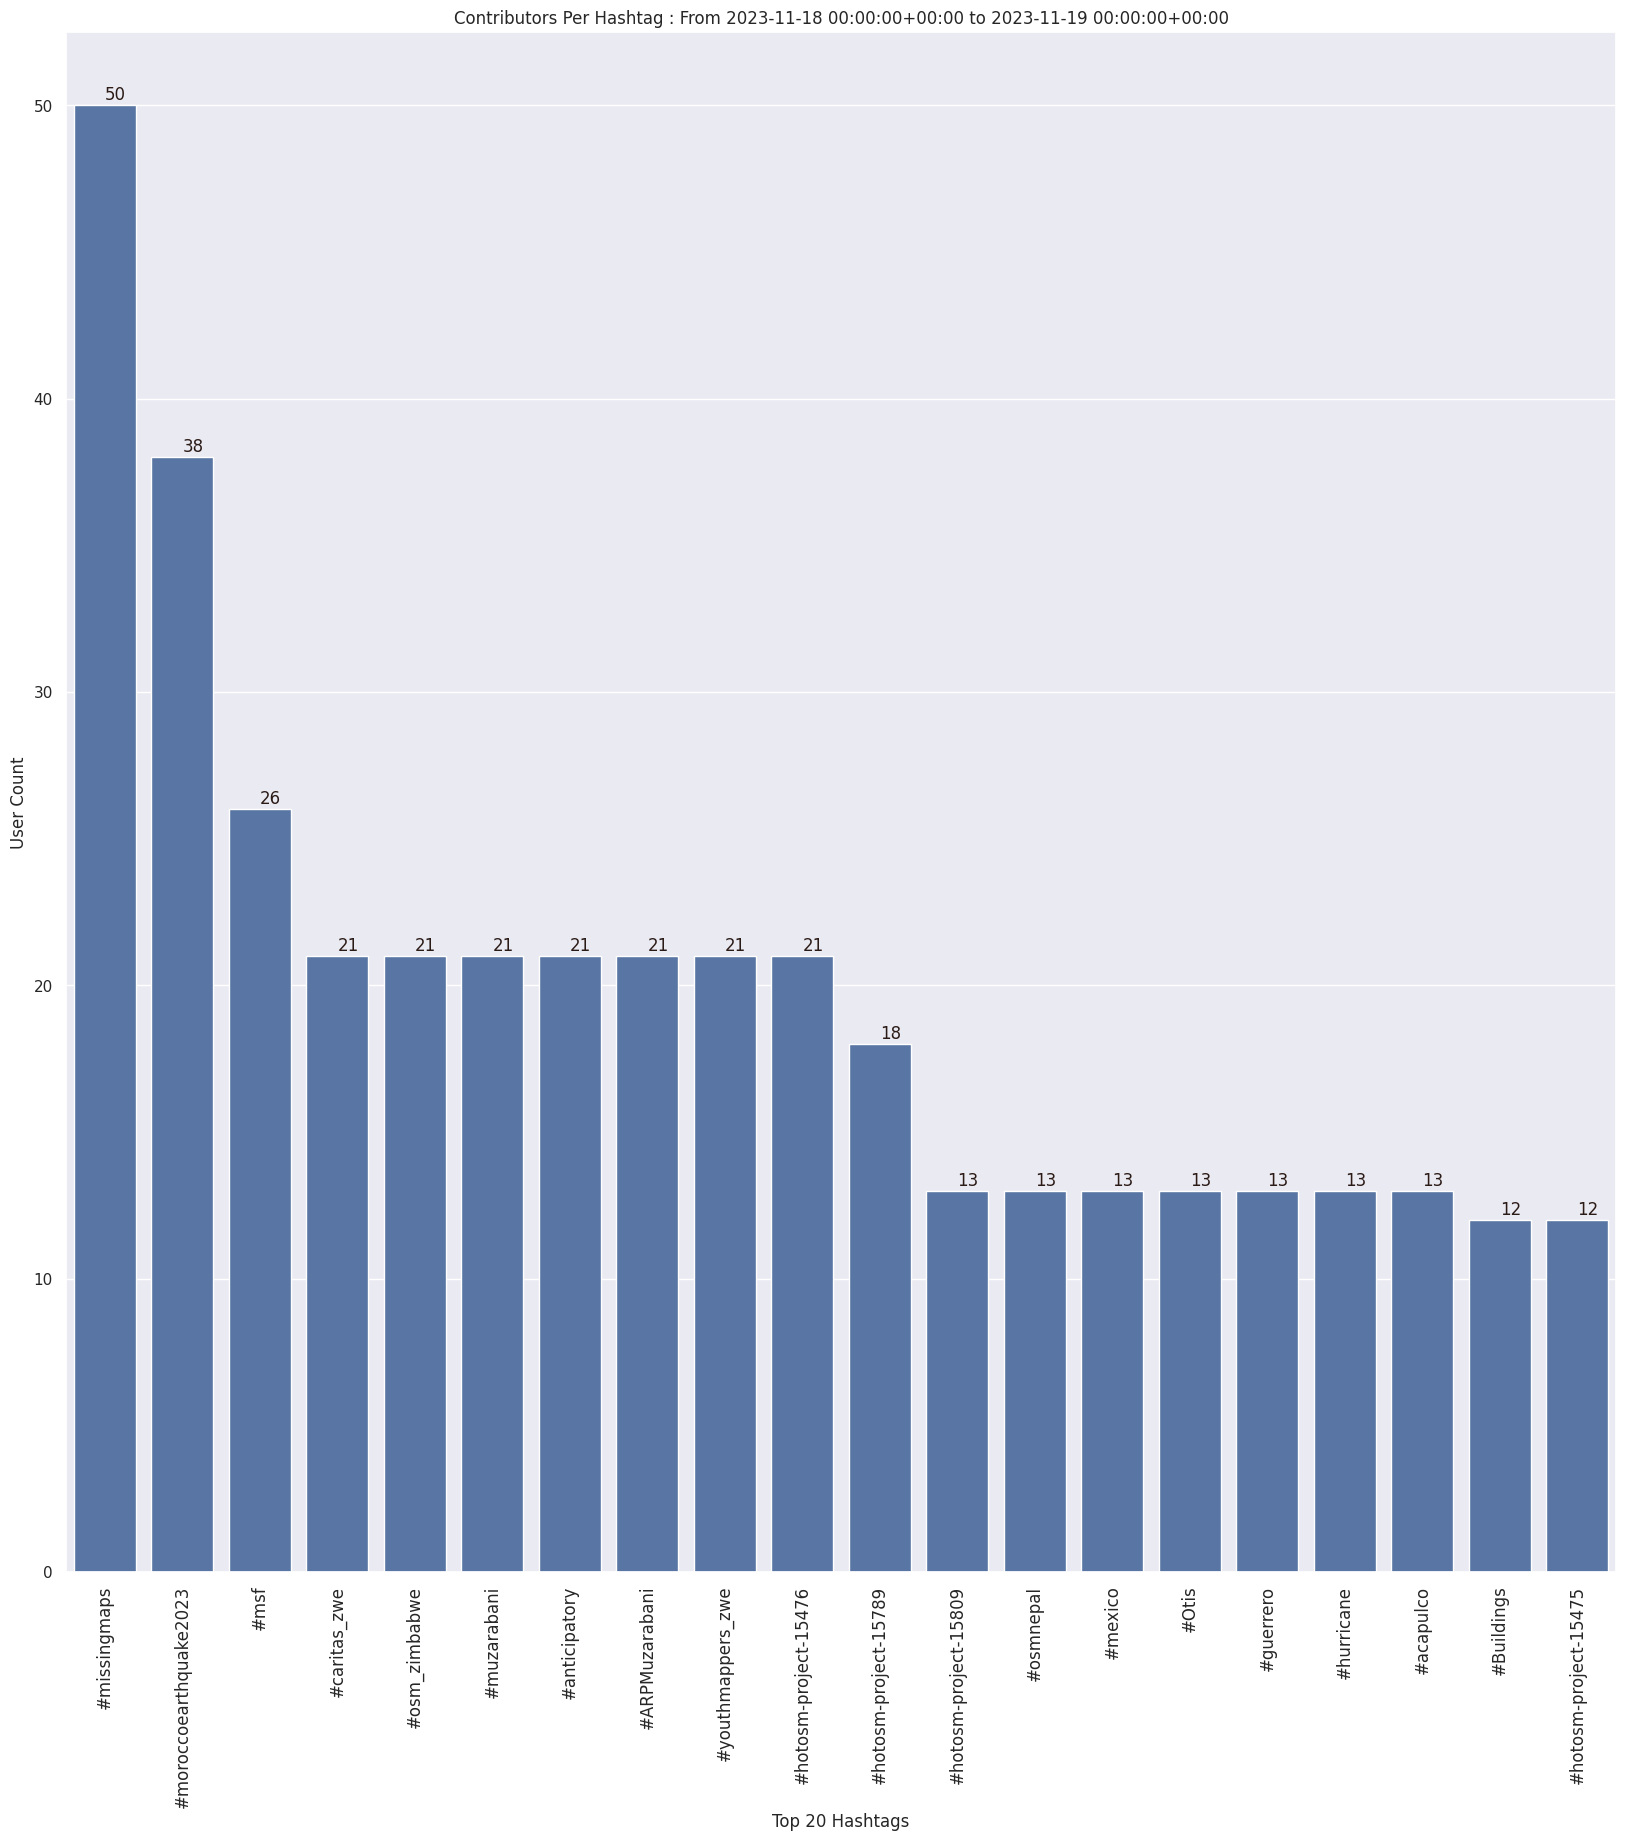 Contributors Per Hashtag : From 2023-11-18 00:00:00+00:00 to 2023-11-19 00:00:00+00:00
User Count
50
40
30
20
10
0
50
38
26
21
21
21
21
21
21
21
18
13
13
13
13
13
13
13
12
12
#missingmaps
#moroccoearthquake2023
#msf
#caritas_zwe
#osm_zimbabwe
#muzarabani
#anticipatory
#ARPMuzarabani
#youthmappers_zwe
#hotosm-project-15476
#hotosm-project-15789
#hotosm-project-15809
#osmnepal
#mexico
#Otis
#guerrero
#hurricane
#acapulco
#Buildings
#hotosm-project-15475
Top 20 Hashtags